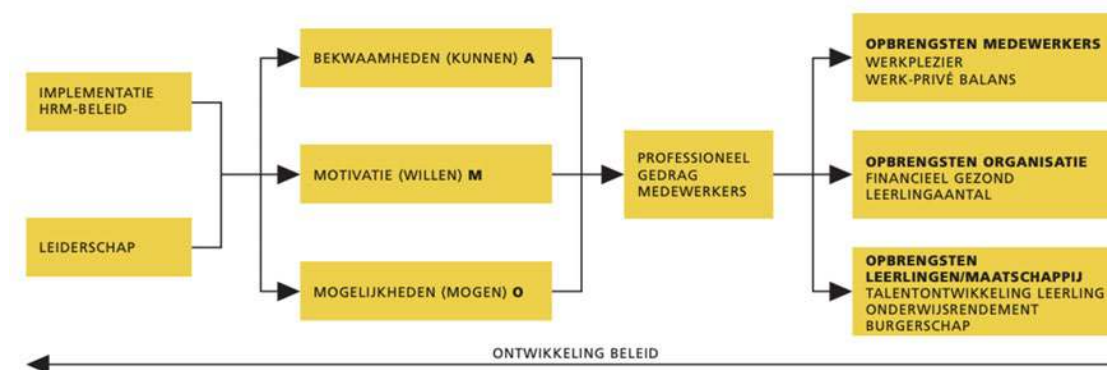 IMPLEMENTATIE
HRM-BELEID
LEIDERSCHAP
BEKWAAMHEDEN (KUNNEN) A
MOTIVATIE (WILLEN) M
MOGELIJKHEDEN (MOGEN) O
PROFESSIONEEL
GEDRAG
MEDEWERKERS
OPBRENGSTEN MEDEWERKERS
WERKPLEZIER
WERK-PRIVÉ BALANS
OPBRENGSTEN ORGANISATIE
FINANCIEEL GEZOND
LEERLINGAANTAL
OPBRENGSTEN
LEERLINGEN/MAATSCHAPPIJ
TALENTONTWIKKELING LEERLING
ONDERWIJSRENDEMENT
BURGERSCHAP
ONTWIKKELING BELEID